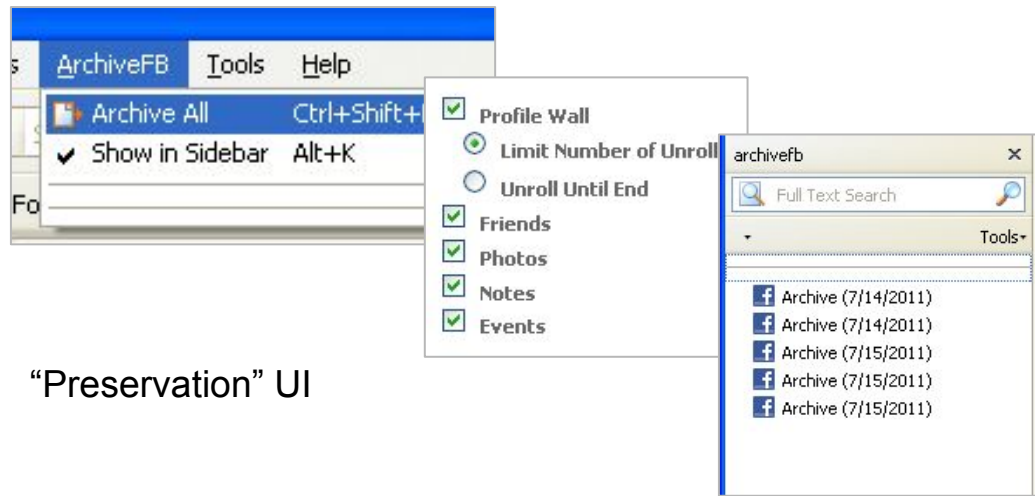 ArchiveFB Tools Help
Archive All Ctrl+Shift+
Show in Sidebar Alt+K
Fo
Profile Wall
Limit Number of Unroll
Unroll Until End
Friends
Photos
Notes
Events
archivefb
Full Text Search
Tools
Archive (7/14/2011)
Archive (7/14/2011)
Archive (7/15/2011)
Archive (7/15/2011)
Archive (7/15/2011)
“Preservation” UI